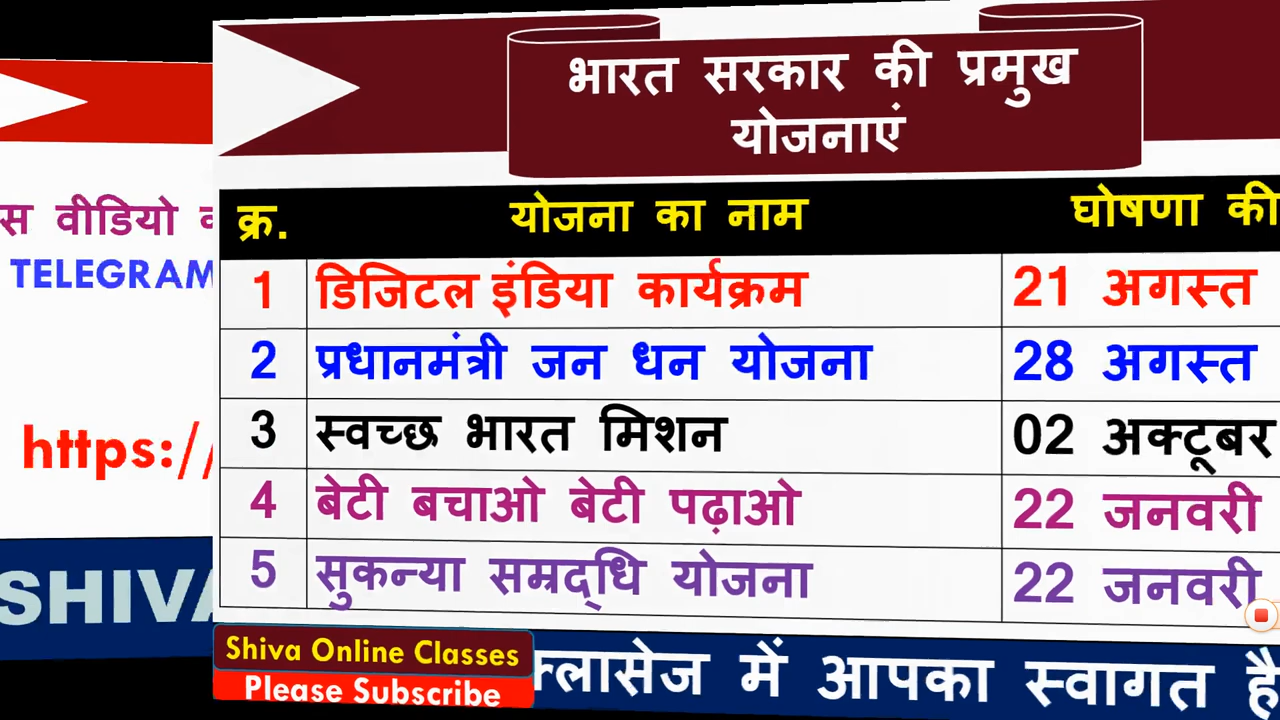 भारत सरकार की प्रमुख
योजनाएं
क्र. योजना का नाम घोषणा की
1 डिजिटल इंडिया कार्यक्रम 21 अगस्त
2 प्रधानमंत्री जन धन योजना 28 अगस्त
3 स्वच्छ भारत मिशन 02 अक्टूबर
4 बेटी बचाओ बेटी पढ़ाओ 22 जनवरी
5 सुकन्या सम्रद्धि योजना 22 जनवरी
स वीडियो
TELEGRAM
https://
SHIVA
Shiva Online Classes
Please Subscribe
क्लासेज में आपका स्वागत है